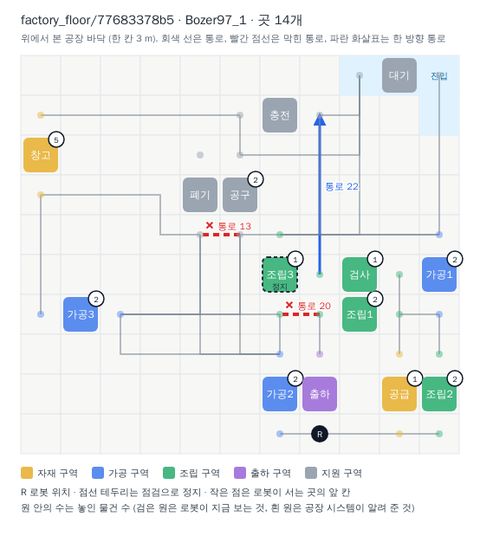 factory_floor/77683378b5 · Bozer97_1 · 곳 14개
위에서 본 공장 바닥 (한 칸 3 m). 회색 선은 통로, 빨간 점선은 막힌 통로, 파란 화살표는 한 방향 통로
대기
전립
충전
5
창고
2
통로 22
폐기
공구
통로 13
1
1
2
조립3
정지
검사
가공1
2
2
가공3
통로 20
조립1
2
1
2
가공2
출하
공급
조립2
R
자재 구역
가공 구역
조립 구역
출하 구역
지원 구역
R 로봇 위치 · 점선 테두리는 점검으로 정지 · 작은 점은 로봇이 서는 곳의 앞 칸
원 안의 수는 놓인 물건 수 (검은 원은 로봇이 지금 보는 것, 흰 원은 공장 시스템이 알려 준 것)